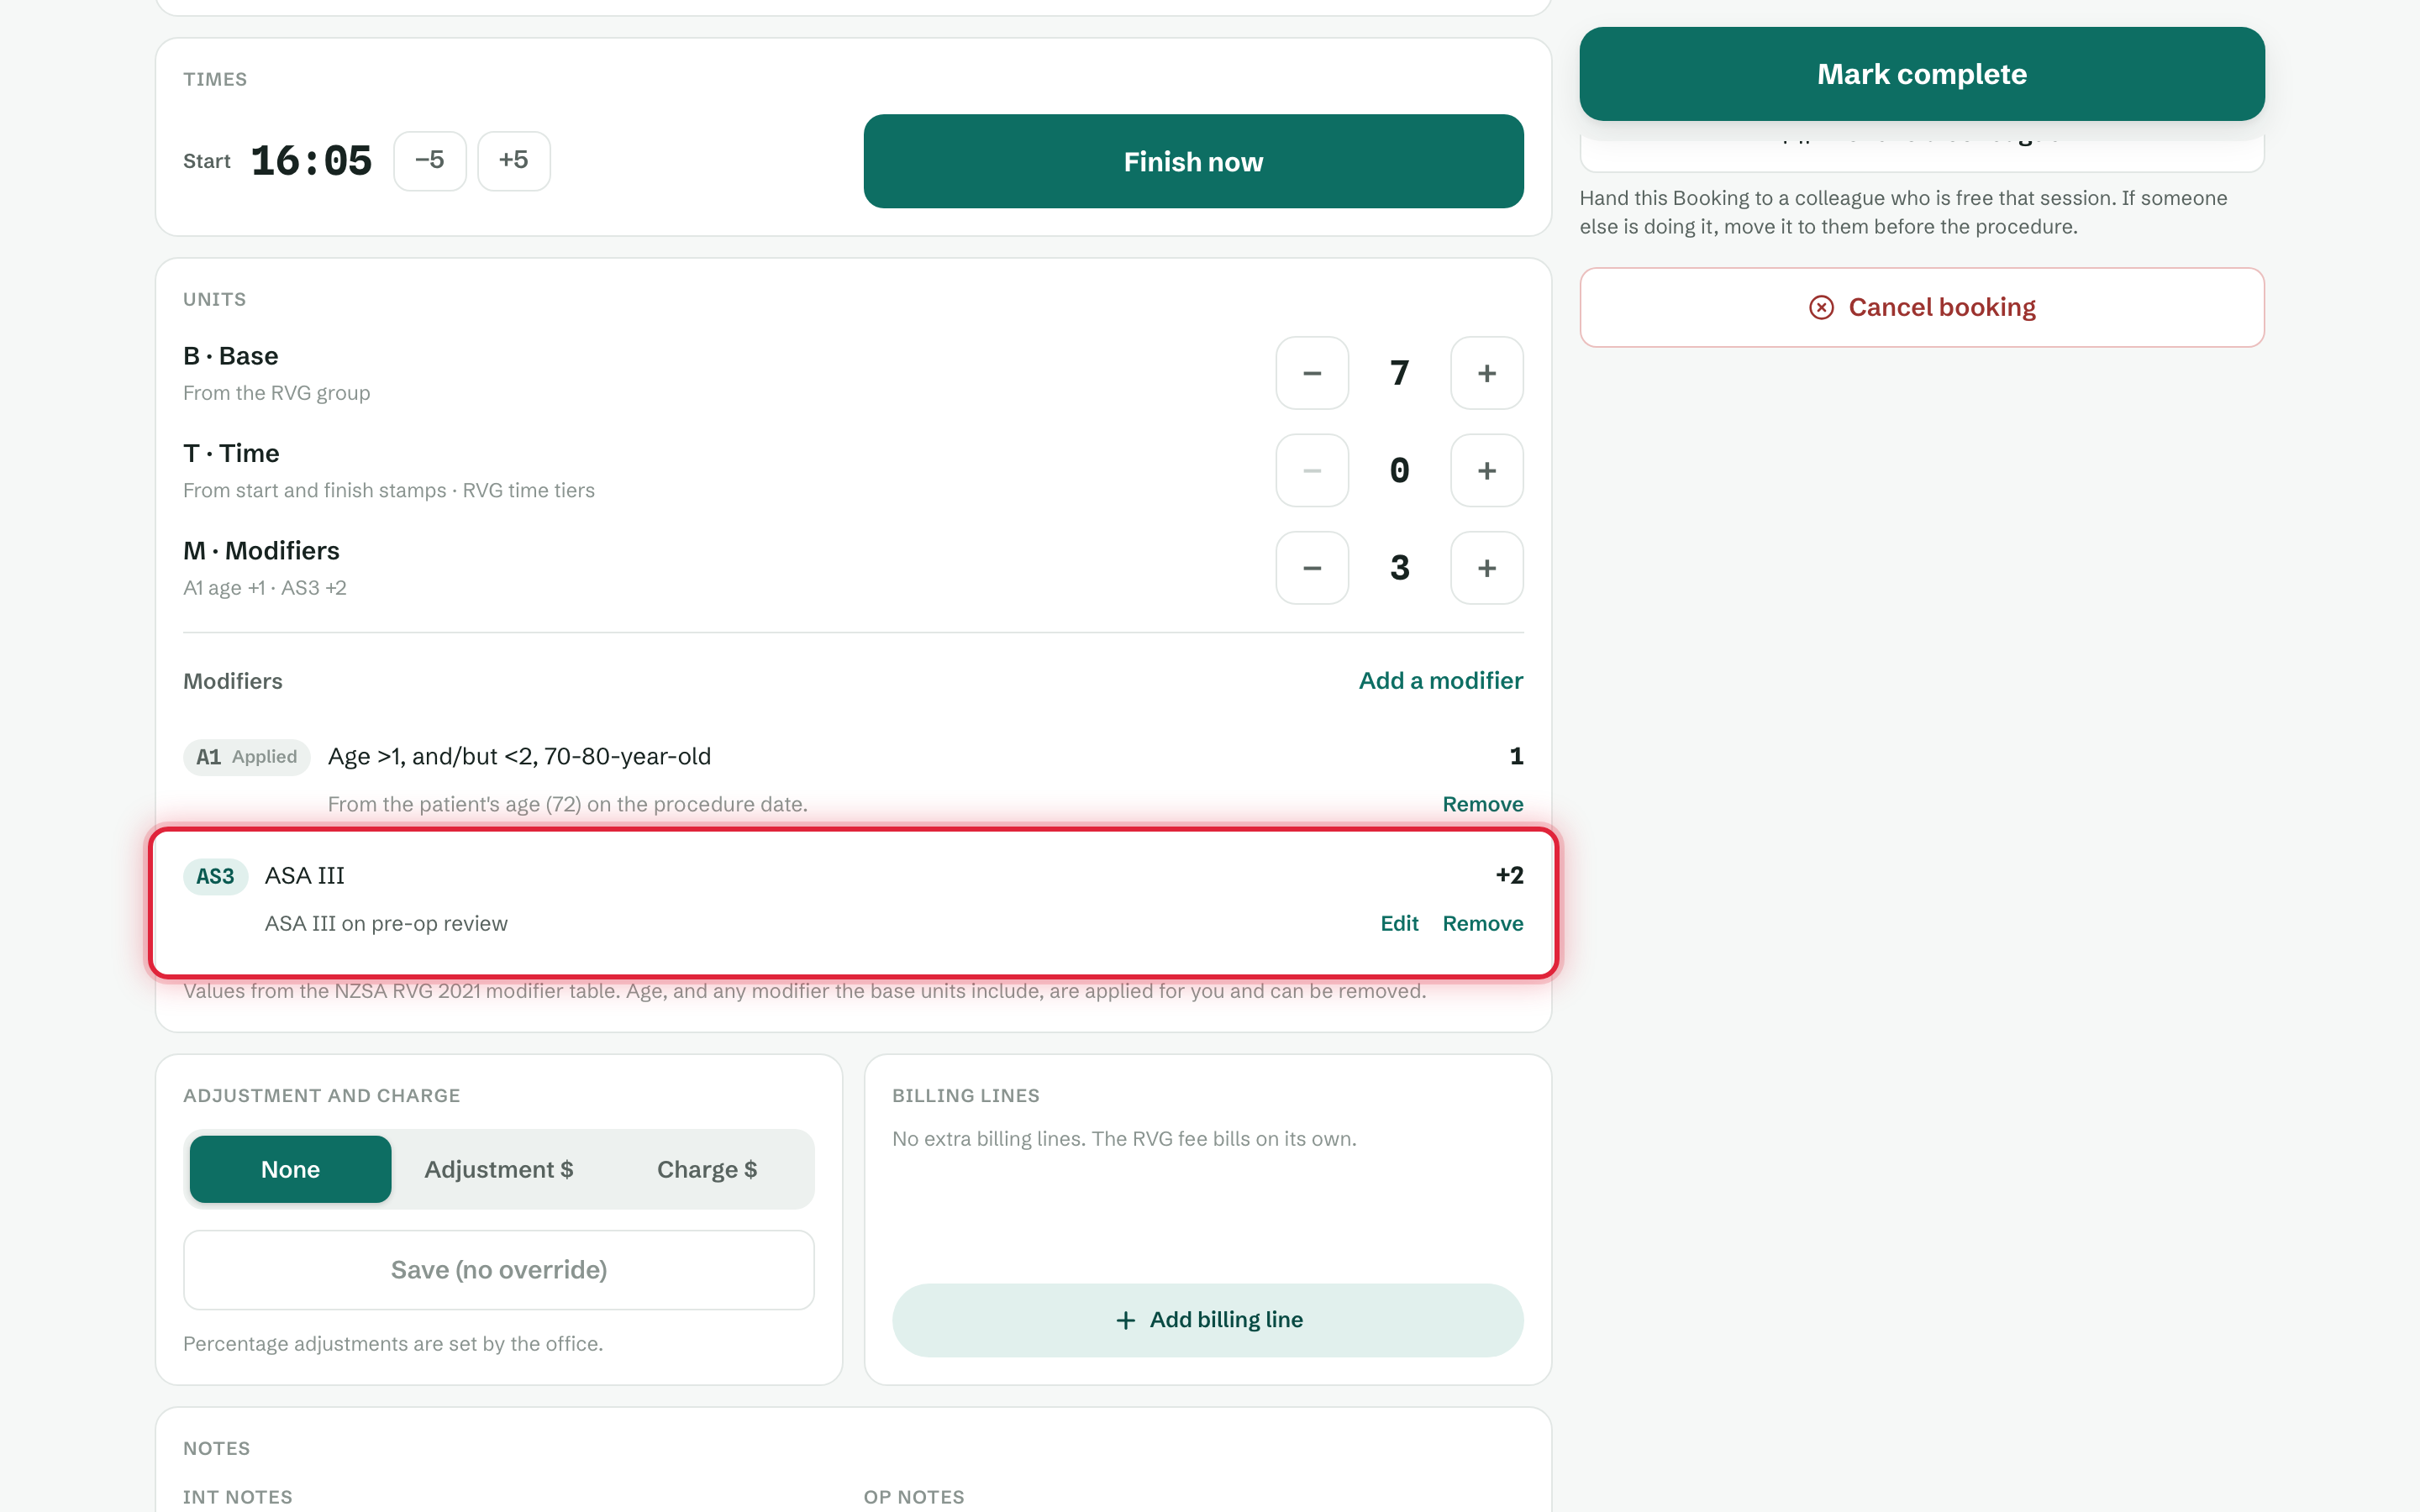 TIMES
Start 16:05 −5 +5
Finish now
UNITS
B · Base
From the RVG group
− 7 +
T · Time
From start and finish stamps · RVG time tiers
− 0 +
M · Modifiers
A1 age +1 · AS3 +2
− 3 +
Modifiers
Add a modifier
A1 Applied Age >1, and/but <2, 70-80-year-old 1
From the patient's age (72) on the procedure date. Remove
AS3 ASA III +2
ASA III on pre-op review Edit Remove
Values from the NZSA RVG 2021 modifier table. Age, and any modifier the base units include, are applied for you and can be removed.
ADJUSTMENT AND CHARGE
None Adjustment $ Charge $
Save (no override)
Percentage adjustments are set by the office.
BILLING LINES
No extra billing lines. The RVG fee bills on its own.
+ Add billing line
NOTES
INT NOTES
OP NOTES
Mark complete
Hand this Booking to a colleague who is free that session. If someone
else is doing it, move it to them before the procedure.
Cancel booking